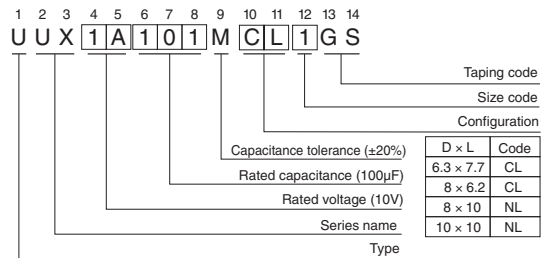 1 2 3 4 5 6 7 8 9 10 11 12 13 14
U U X 1 A 1 0 1 M C L 1 G S
Taping code
Size code
Configuration
Capacitance tolerance (±20%)
Rated capacitance (100µF)
Rated voltage (10V)
Series name
Type
D × L Code
6.3 × 7.7 CL
8 × 6.2 CL
8 × 10 NL
10 × 10 NL